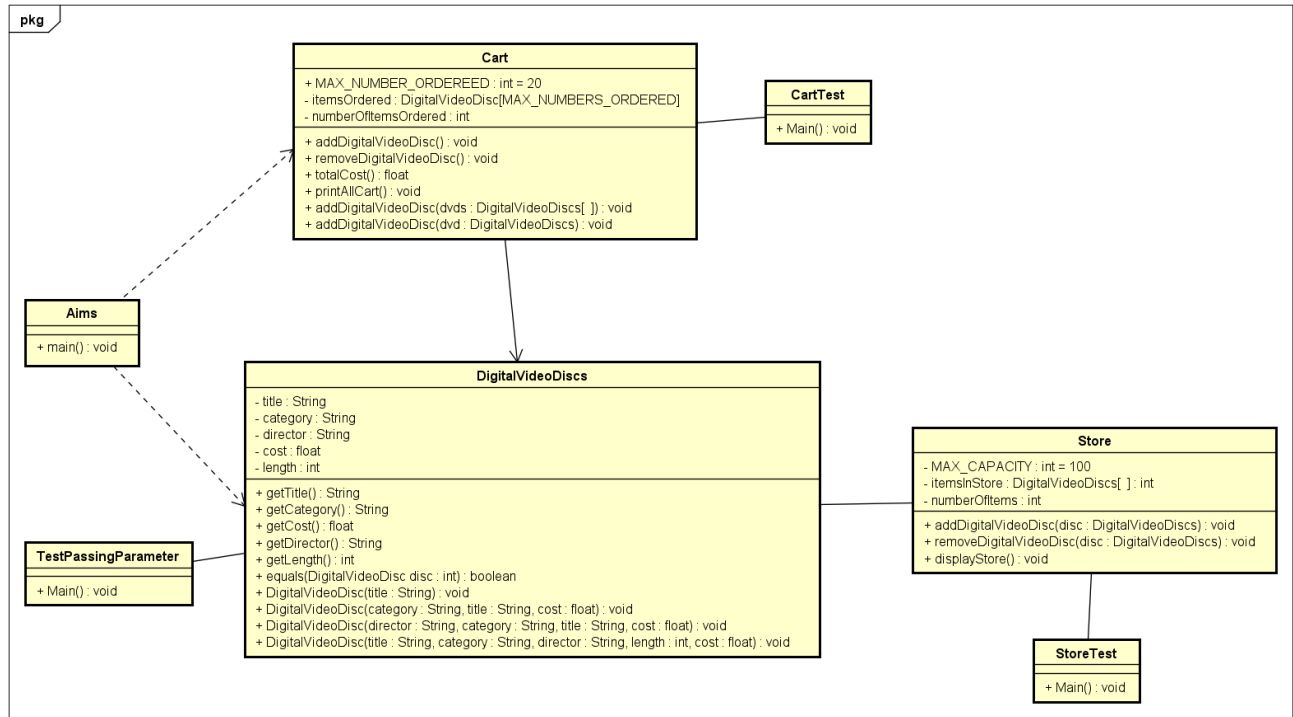 pkg
Cart
+ MAX_NUMBER_ORDEREED : int = 20
- itemsOrdered : DigitalVideoDisc[MAX_NUMBERS_ORDERED]
- numberOfItemsOrdered : int
+ addDigitalVideoDisc() : void
+ removeDigitalVideoDisc() : void
+ totalCost() : float
+ printAllCart() : void
+ addDigitalVideoDisc(dvds : DigitalVideoDiscs[ ]) : void
+ addDigitalVideoDisc(dvd : DigitalVideoDiscs) : void
CartTest
+ Main() : void
Aims
+ main() : void
DigitalVideoDiscs
- title : String
- category : String
- director : String
- cost : float
- length : int
+ getTitle() : String
+ getCategory() : String
+ getCost() : float
+ getDirector() : String
+ getLength() : int
+ equals(DigitalVideoDisc disc : int) : boolean
+ DigitalVideoDisc(title : String) : void
+ DigitalVideoDisc(category : String, title : String, cost : float) : void
+ DigitalVideoDisc(director : String, category : String, title : String, cost : float) : void
+ DigitalVideoDisc(title : String, category : String, director : String, length : int, cost : float) : void
TestPassingParameter
+ Main() : void
Store
- MAX_CAPACITY : int = 100
- itemsInStore : DigitalVideoDiscs[ ] : int
- numberOfItems : int
+ addDigitalVideoDisc(disc : DigitalVideoDiscs) : void
+ removeDigitalVideoDisc(disc : DigitalVideoDiscs) : void
+ displayStore() : void
StoreTest
+ Main() : void